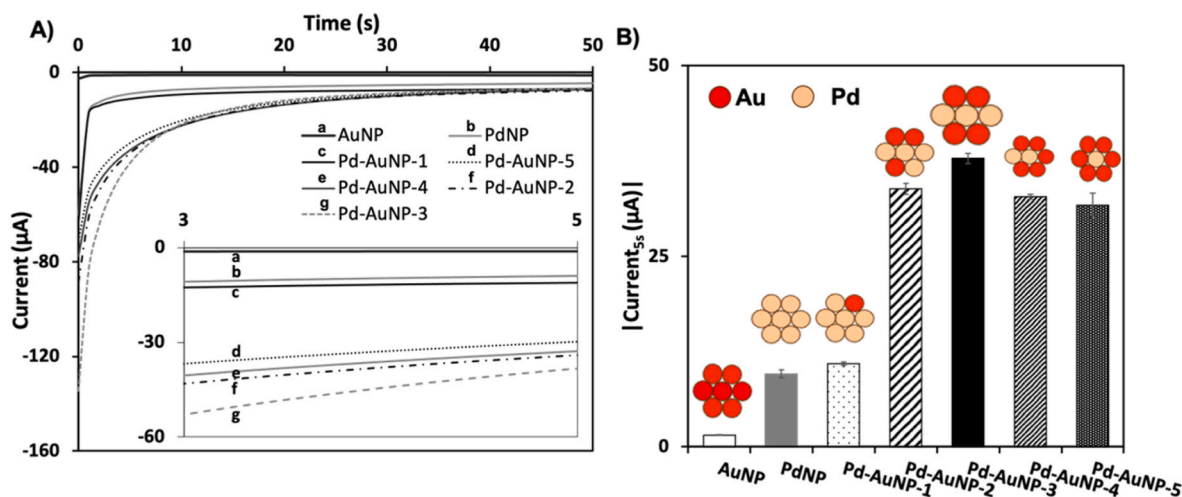 A)
Time (s)
0 10 20 30 40 50
0
-40
-80
-120
-160
Current (µA)
a AuNP
b PdNP
c Pd-AuNP-1
d Pd-AuNP-5
e Pd-AuNP-4
f Pd-AuNP-2
g Pd-AuNP-3
3 5
0
-30
-60
a
b
c
d
e
f
g
B)
50
25
0
|Current5s (µA)|
Au Pd
AuNP
PdNP
Pd-AuNP-1
Pd-AuNP-2
Pd-AuNP-3
Pd-AuNP-4
Pd-AuNP-5